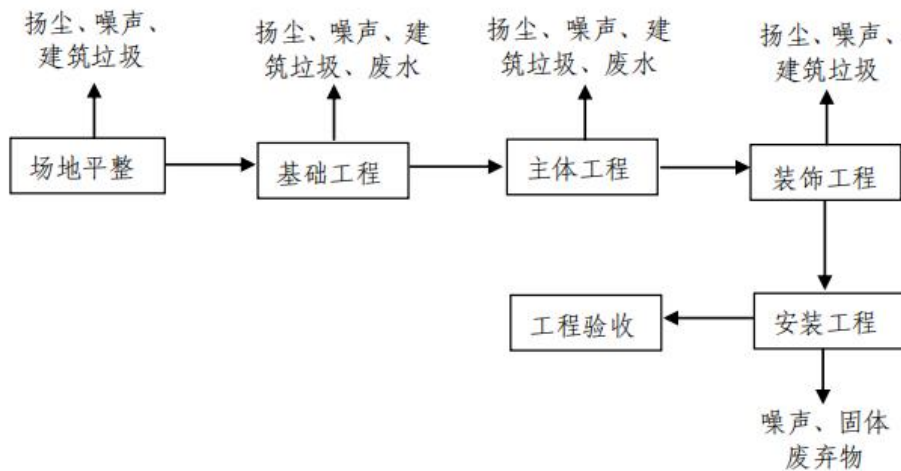 扬尘、噪声、
建筑垃圾
扬尘、噪声、建
筑垃圾、废水
扬尘、噪声、建
筑垃圾、废水
扬尘、噪声、
建筑垃圾
场地平整
基础工程
主体工程
装饰工程
工程验收
安装工程
噪声、固体
废弃物